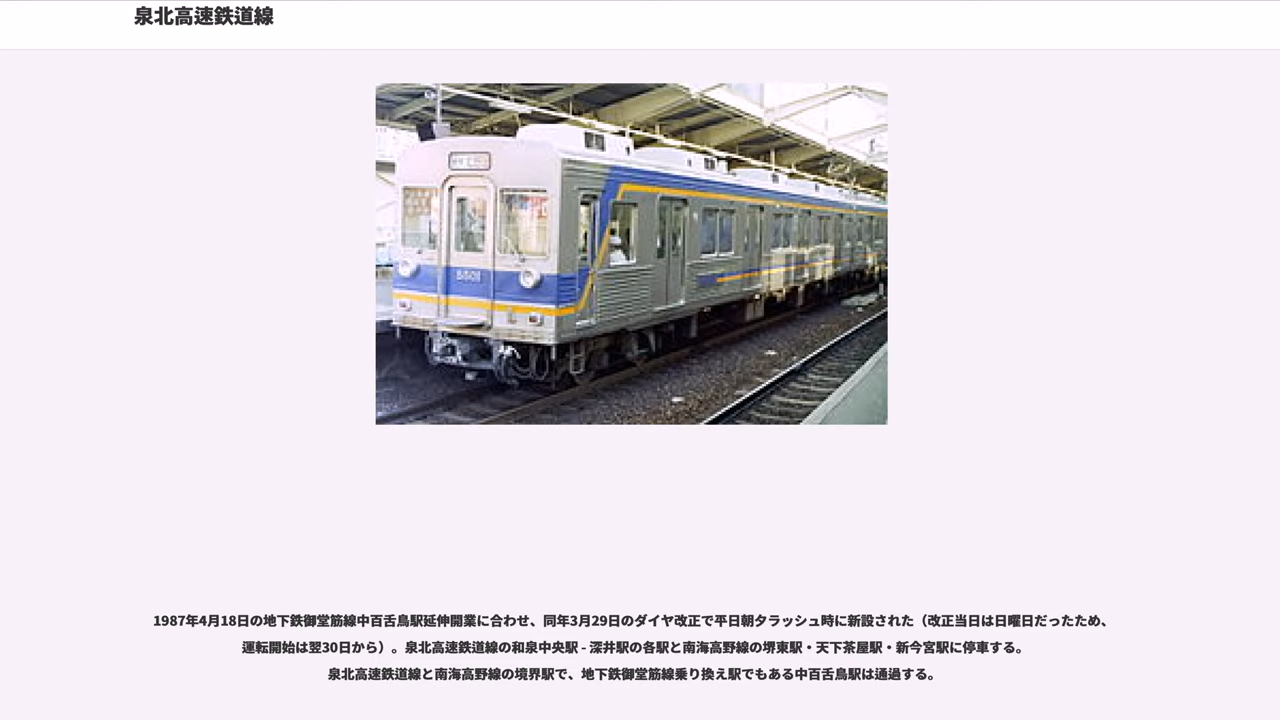 泉北高速鉄道線
5501
1987年4月18日の地下鉄御堂筋線中百舌鳥駅延伸開業に合わせ、同年3月29日のダイヤ改正で平日朝夕ラッシュ時に新設された（改正当日は日曜日だったため、
運転開始は翌30日から）。泉北高速鉄道線の和泉中央駅 - 深井駅の各駅と南海高野線の堺東駅・天下茶屋駅・新今宮駅に停車する。
泉北高速鉄道線と南海高野線の境界駅で、地下鉄御堂筋線乗り換え駅でもある中百舌鳥駅は通過する。